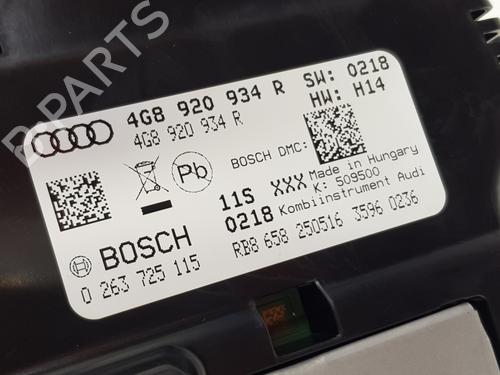 B-PARTS
4G8 920 934 R
4G8 920 934 R
SW: 0218
HW: H14
BOSCH DMC:
Pb
11S XXX Made in Hungary
K: 509500
0218 Kombiinstrument Audi
BOSCH
RB8 658 250516 3596 0236
0 263 725 115